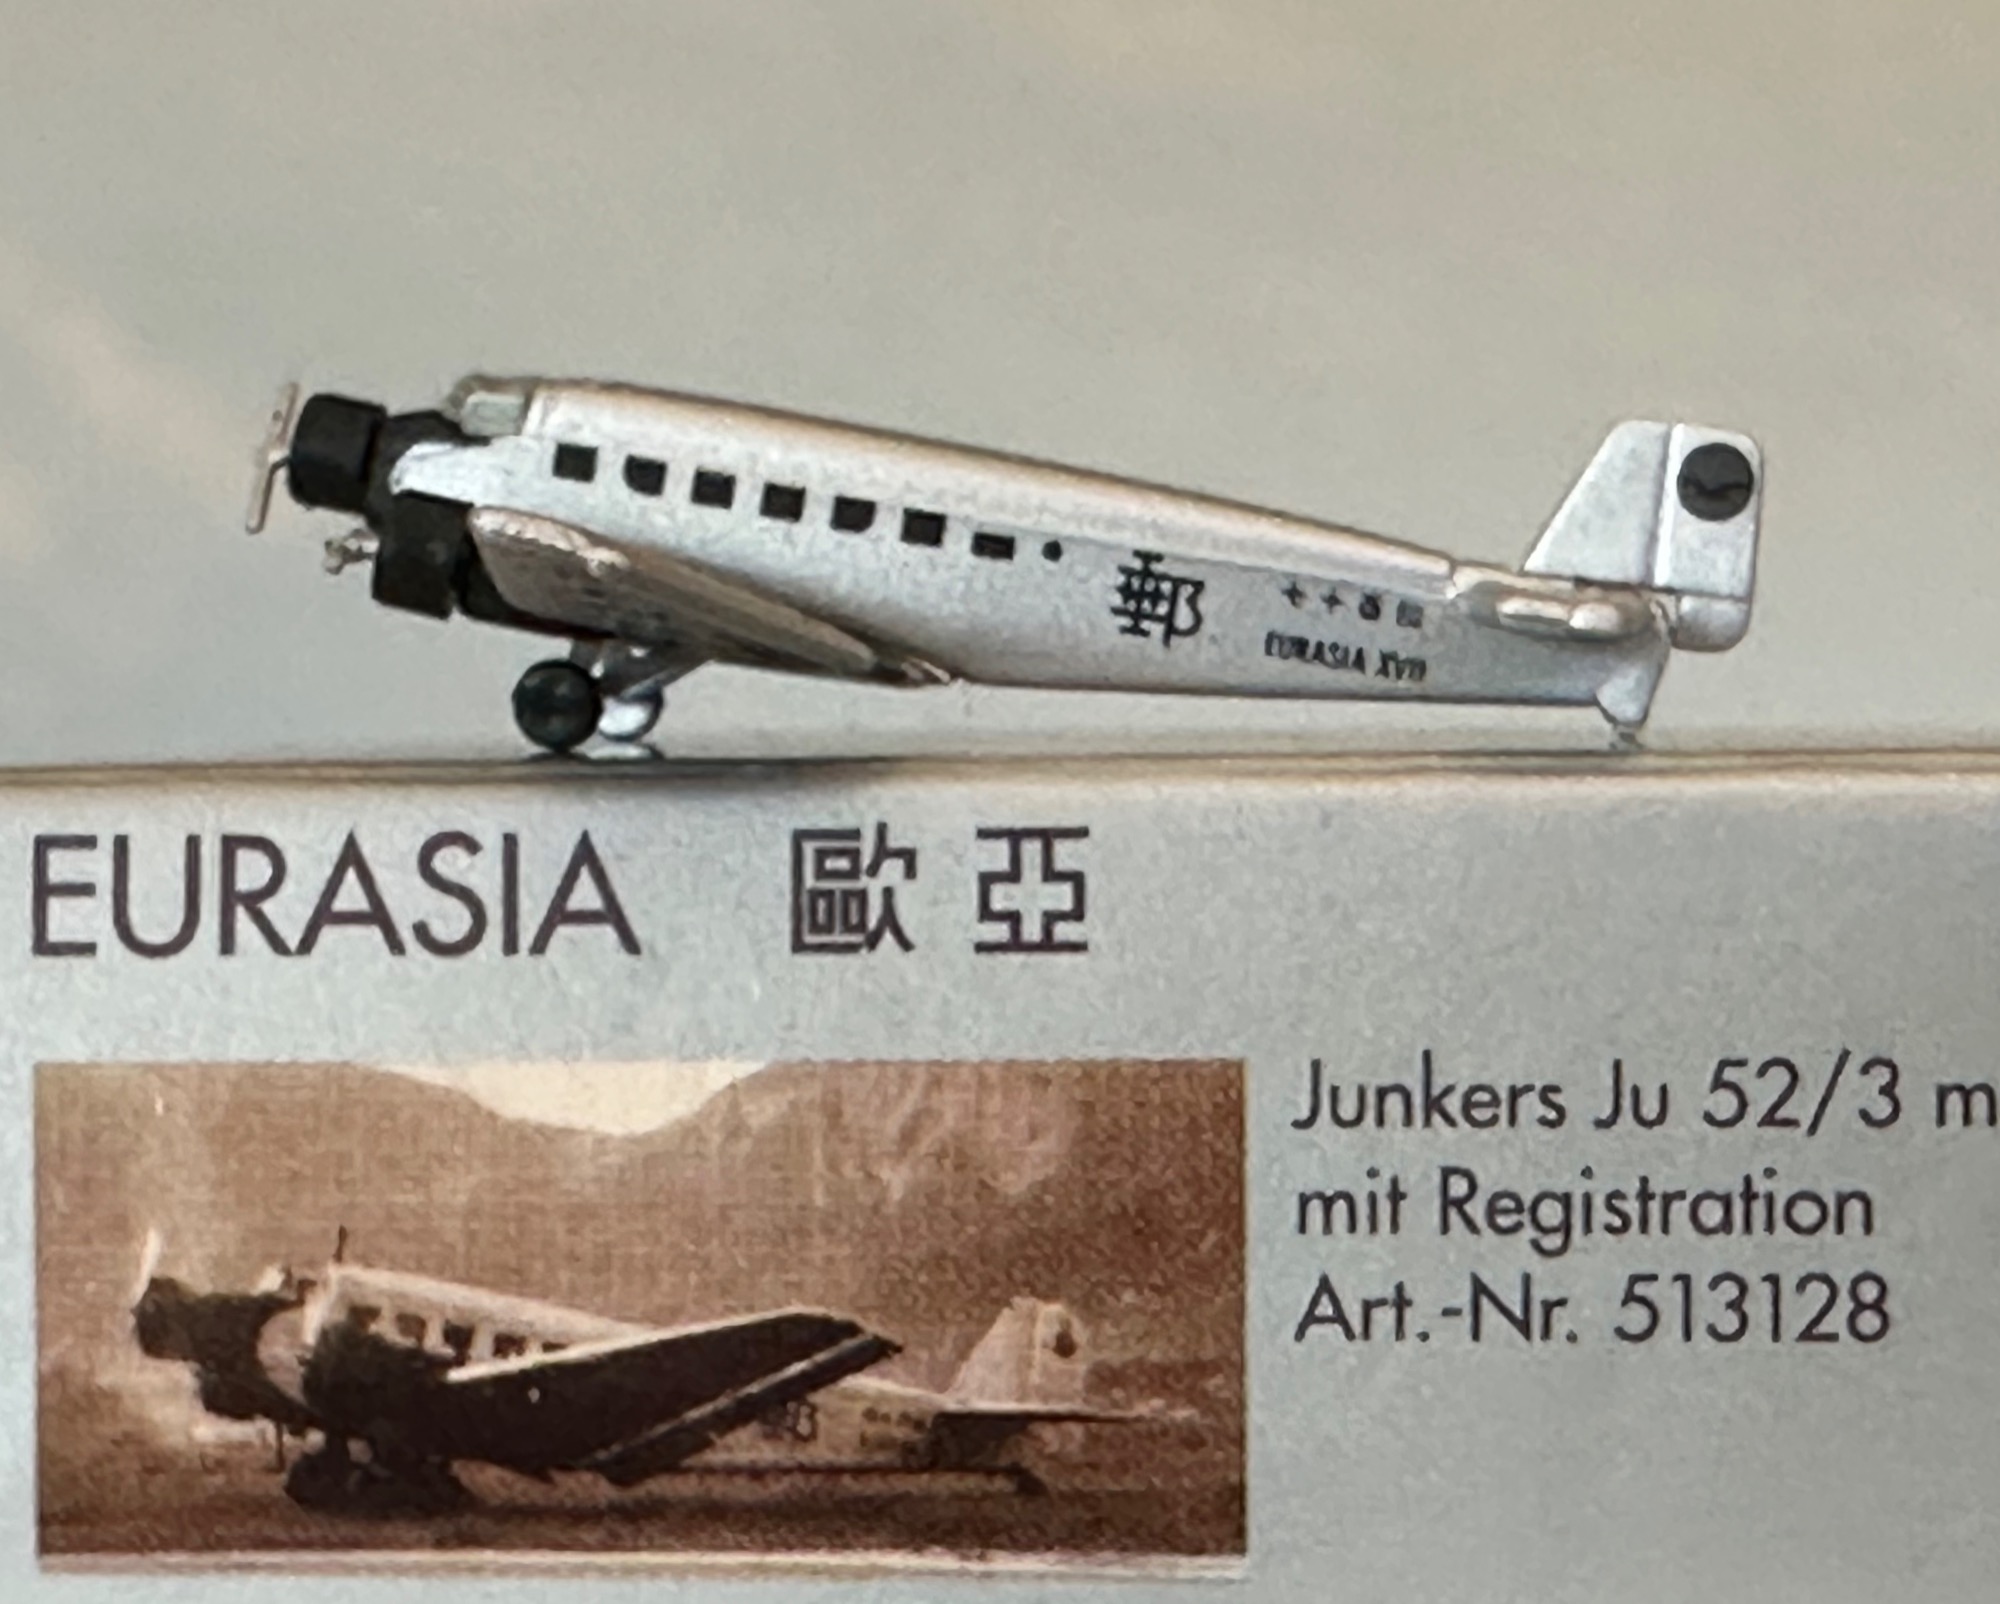 郵
EURASIA XVII
EURASIA 歐亞
Junkers Ju 52/3 m
mit Registration
Art.-Nr. 513128